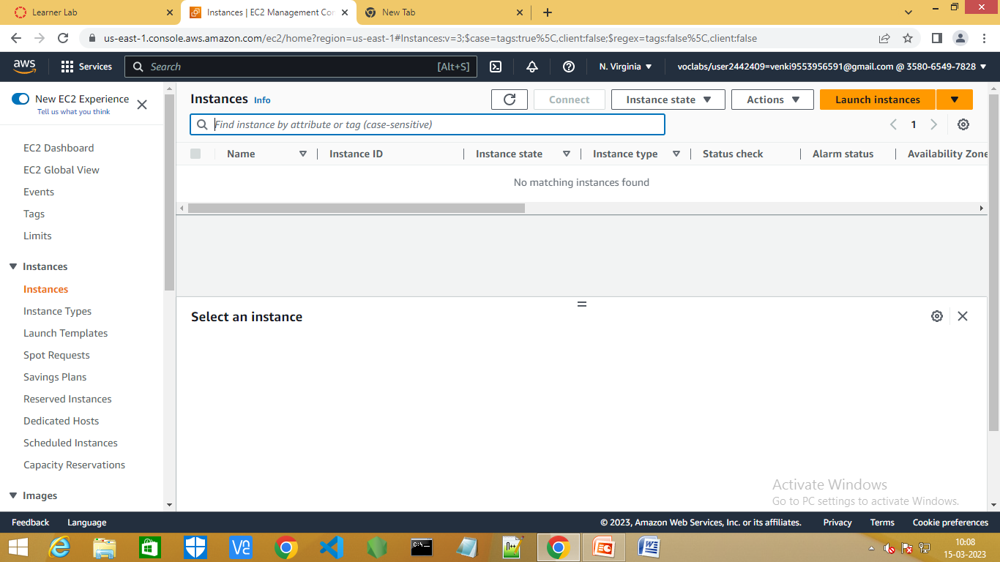 Learner Lab
Instances | EC2 Management Con
New Tab
us-east-1.console.aws.amazon.com/ec2/home?region=us-east-1#Instances:v=3;$case=tags:true%5C,client:false;$regex=tags:false%5C,client:false
aws
Services
Search
[Alt+S]
N. Virginia
voclabs/user2442409=venki9553956591@gmail.com @ 3580-6549-7828
New EC2 Experience
Tell us what you think
EC2 Dashboard
EC2 Global View
Events
Tags
Limits
Instances
Instances
Instance Types
Launch Templates
Spot Requests
Savings Plans
Reserved Instances
Dedicated Hosts
Scheduled Instances
Capacity Reservations
Images
Instances Info
Connect
Instance state
Actions
Launch instances
Find instance by attribute or tag (case-sensitive)
1
Name
Instance ID
Instance state
Instance type
Status check
Alarm status
Availability Zone
No matching instances found
Select an instance
Activate Windows
Go to PC settings to activate Windows.
Feedback
Language
© 2023, Amazon Web Services, Inc. or its affiliates.
Privacy
Terms
Cookie preferences
10:08
15-03-2023